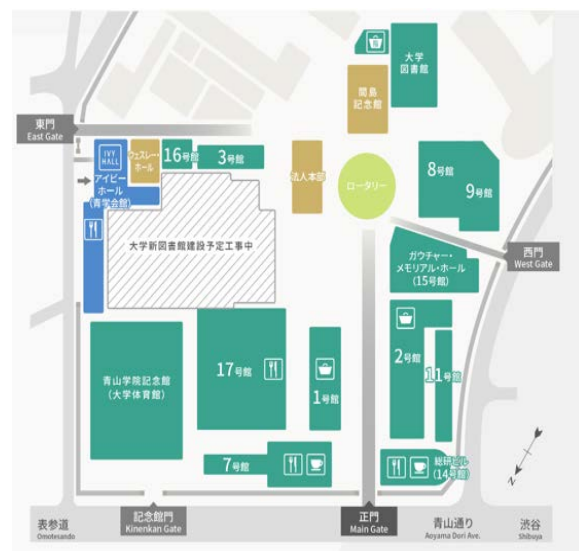 大学
図書館
間島
記念館
東門
East Gate
IVY
HALL
アイビー
ホール
(青学会館)
ウェスレー・
ホール
16号館
3号館
法人本部
ロータリー
8号館
9号館
大学新図書館建設予定工事中
ガウチャー・
メモリアル・ホール
(15号館)
西門
West Gate
青山学院記念館
(大学体育館)
17号館
1号館
2号館
11号館
7号館
総研ビル
(14号館)
N
表参道
Omotesando
記念館門
Kinenkan Gate
正門
Main Gate
青山通り
Aoyama Dori Ave.
渋谷
Shibuya